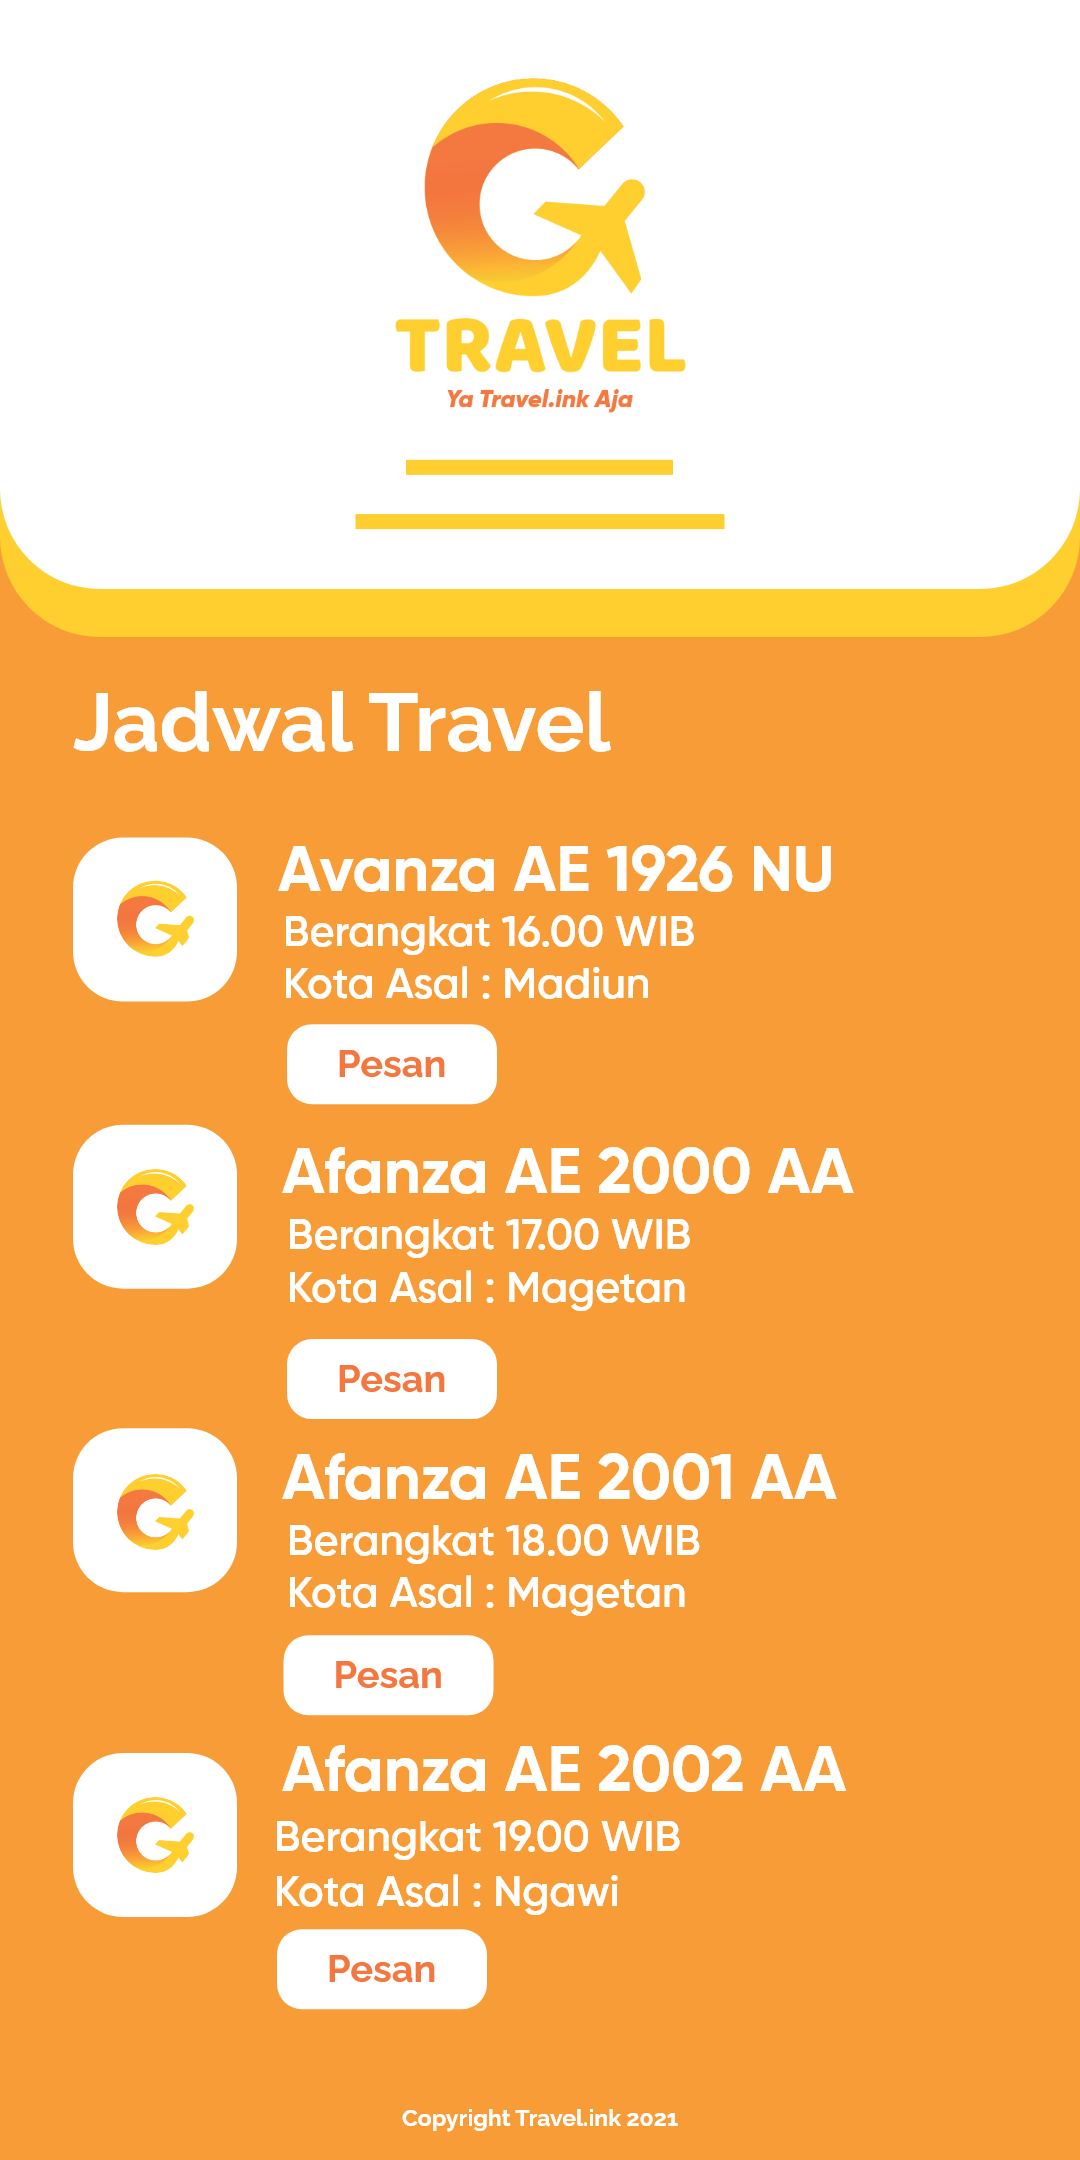 TRAVEL
Ya Travel.ink Aja
Jadwal Travel
Avanza AE 1926 NU
Berangkat 16.00 WIB
Kota Asal : Madiun
Pesan
Afanza AE 2000 AA
Berangkat 17.00 WIB
Kota Asal : Magetan
Pesan
Afanza AE 2001 AA
Berangkat 18.00 WIB
Kota Asal : Magetan
Pesan
Afanza AE 2002 AA
Berangkat 19.00 WIB
Kota Asal : Ngawi
Pesan
Copyright Travel.ink 2021